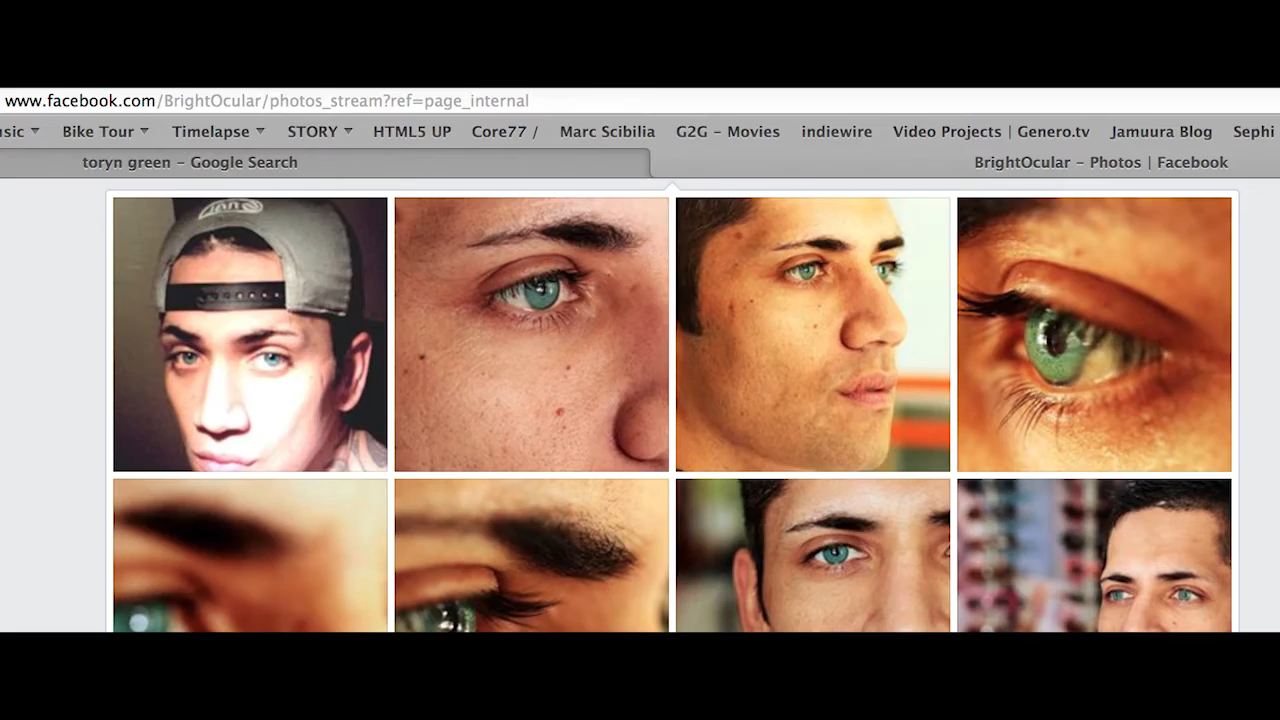 www.facebook.com/BrightOcular/photos_stream?ref=page_internal
usic Bike Tour Timelapse STORY HTML5 UP Core77 / Marc Scibilia G2G - Movies indiewire Video Projects | Genero.tv Jamuura Blog Sephi
toryn green - Google Search BrightOcular - Photos | Facebook